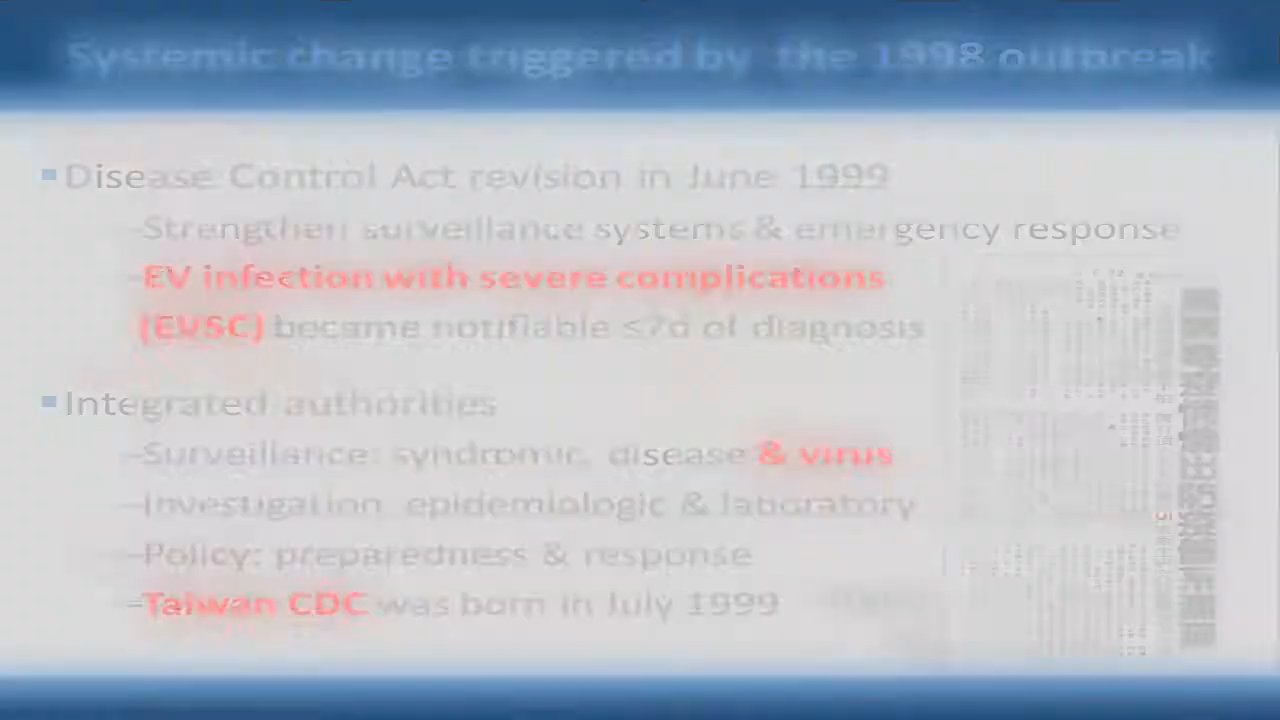 Systemic change triggered by the 1998 outbreak
▪Disease Control Act revision in June 1999
–Strengthen surveillance systems & emergency response
–EV infection with severe complications
(EVSC) became notifiable ≤7d of diagnosis
▪Integrated authorities
–Surveillance: syndromic, disease & virus
–Investigation: epidemiologic & laboratory
–Policy: preparedness & response
–Taiwan CDC was born in July 1999